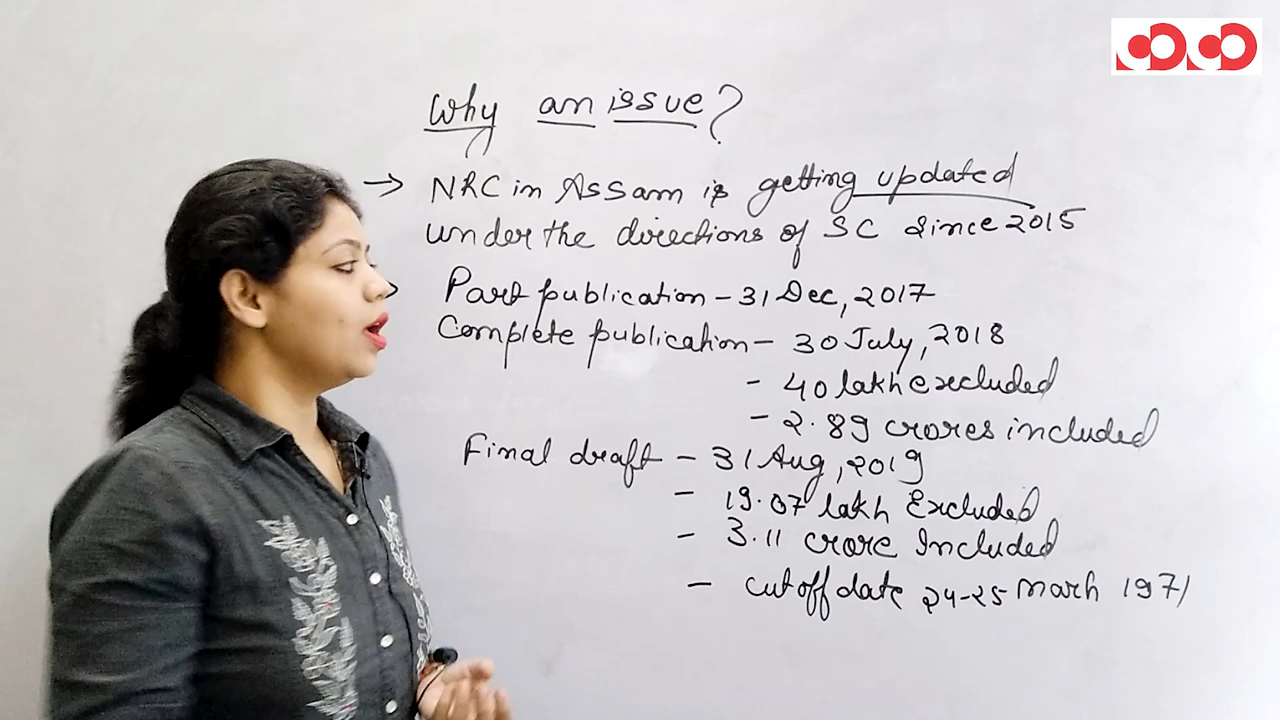 Why an issue?
→ NRC in Assam is getting updated
under the directions of SC since 2015
Part publication - 31 Dec, 2017
Complete publication - 30 July, 2018
- 40 lakh excluded
- 2.89 crores included
Final draft - 31 Aug, 2019
- 19.07 lakh Excluded
- 3.11 crore Included
- cut off date 24-25 March 1971